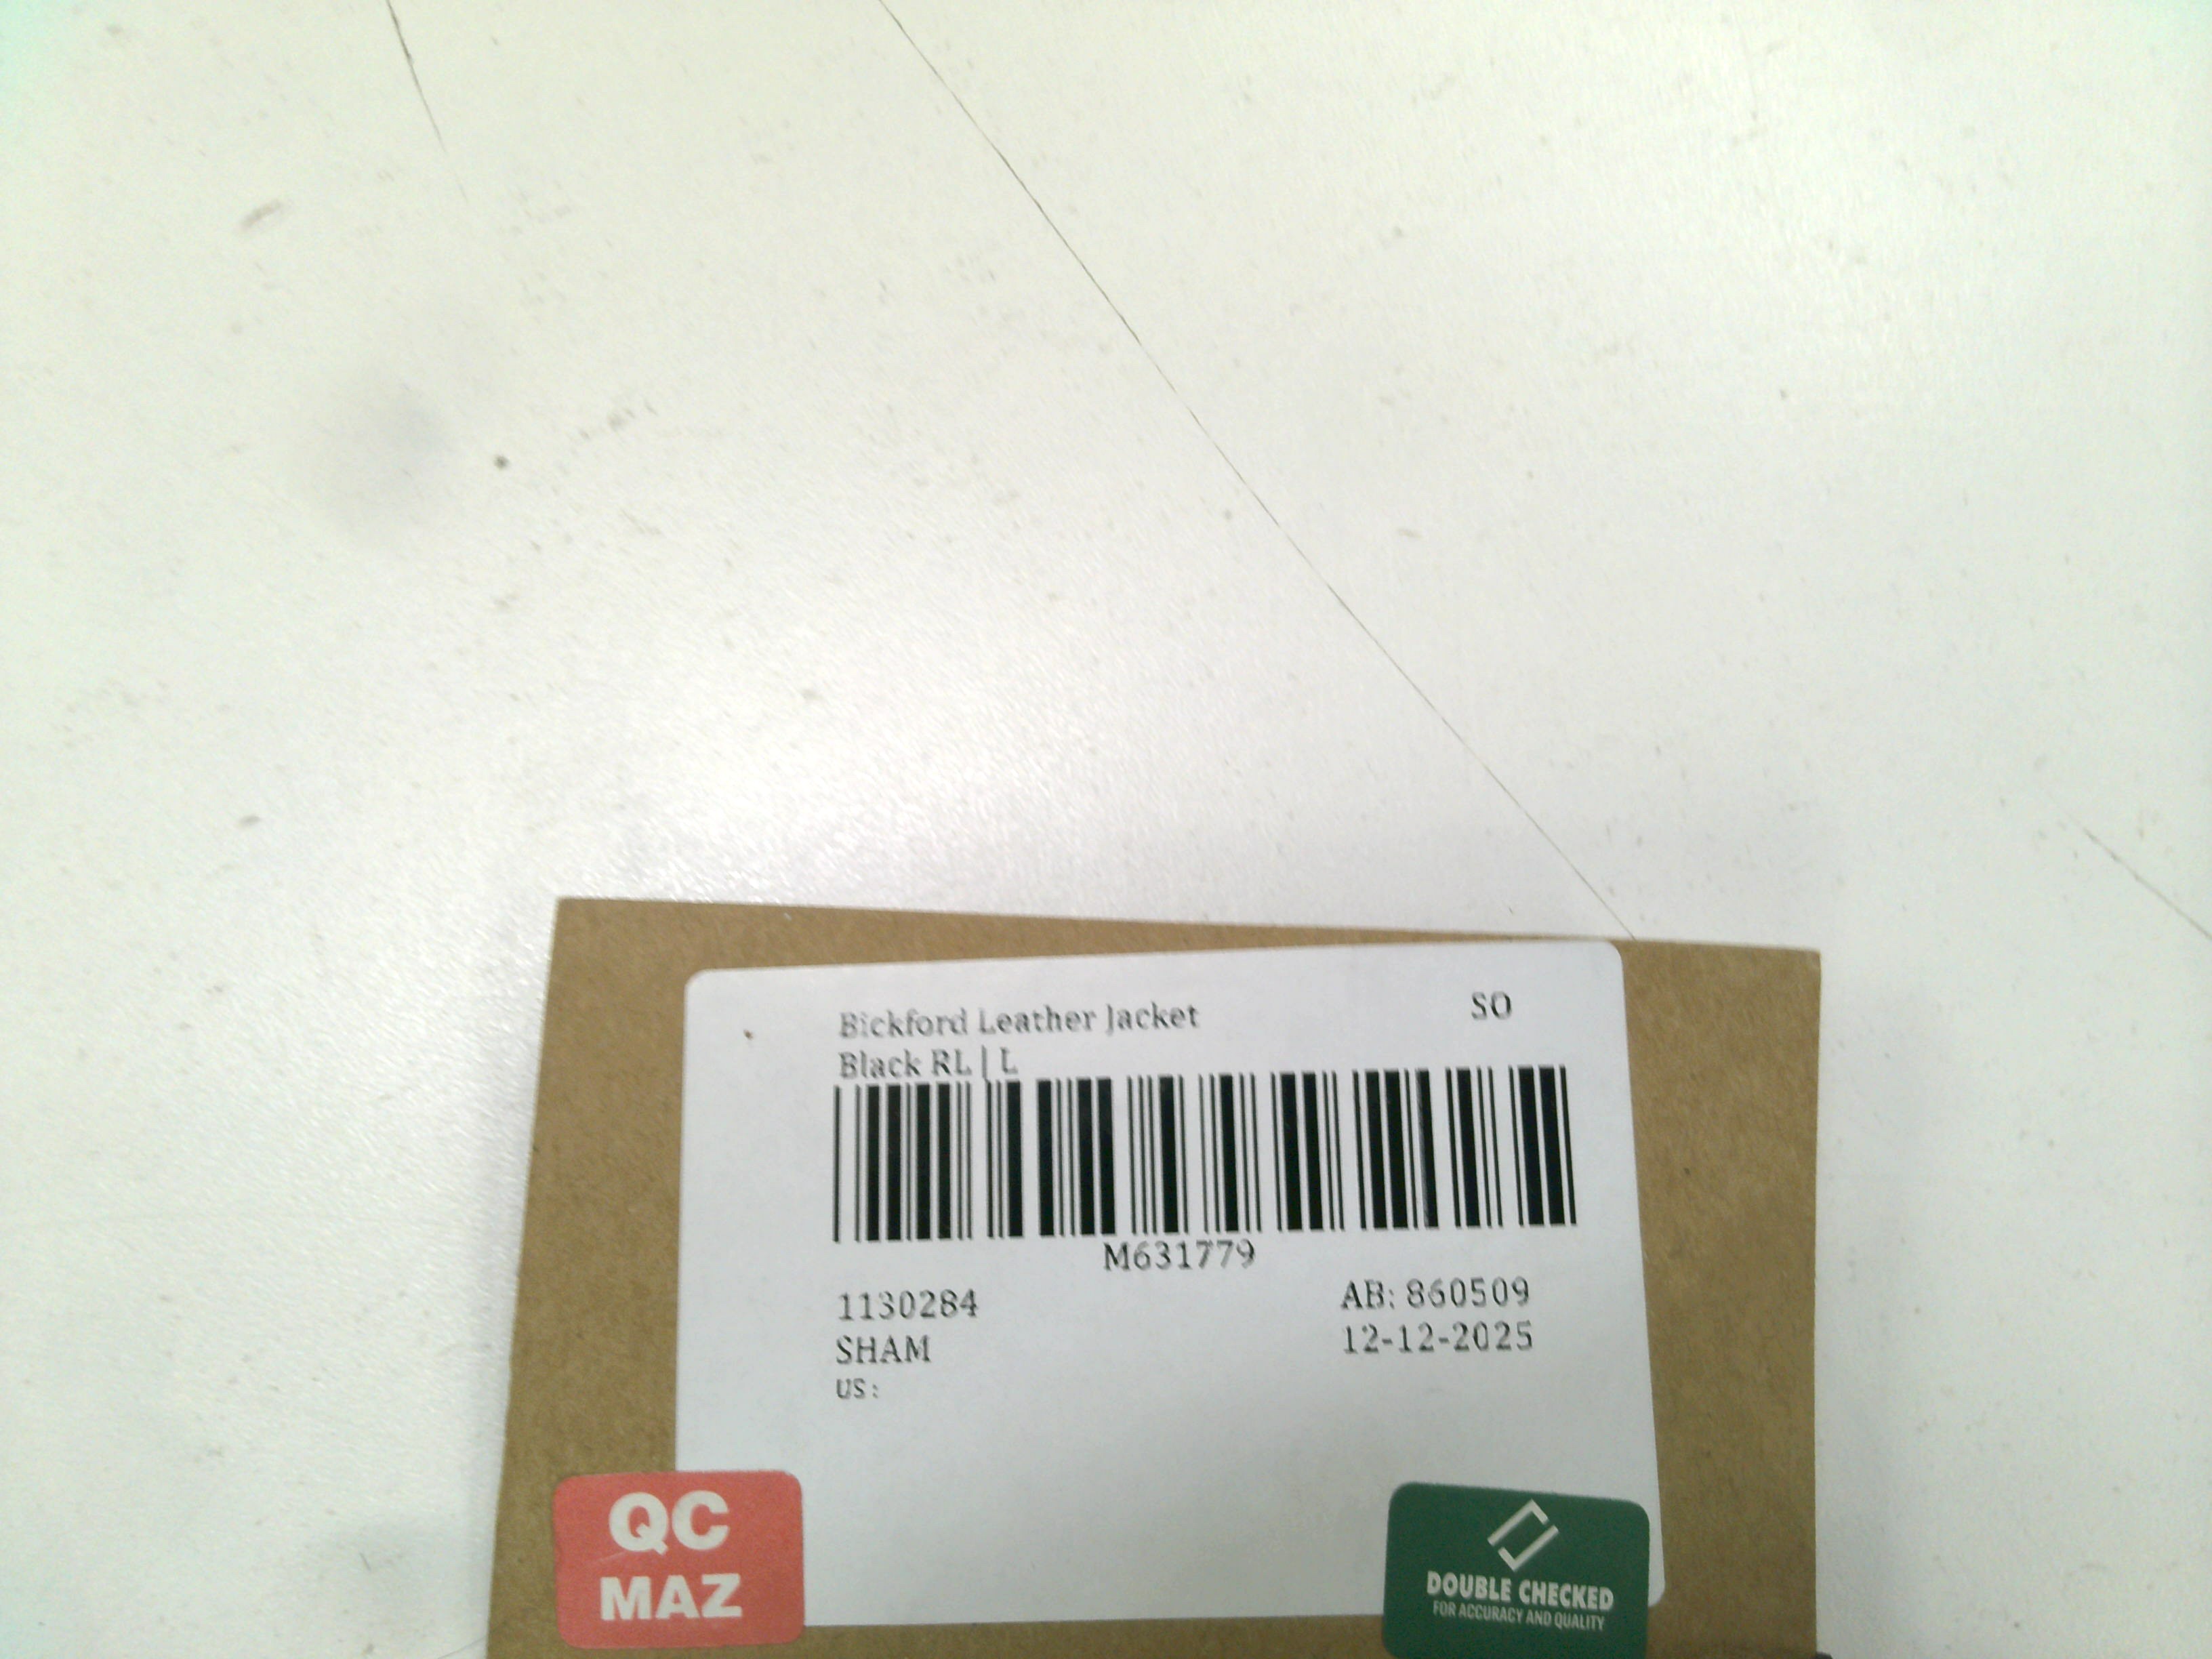 Bickford Leather Jacket SO
Black RL | L
M631779
1130284 AB: 860509
SHAM 12-12-2025
US:
QC
MAZ
DOUBLE CHECKED
FOR ACCURACY AND QUALITY